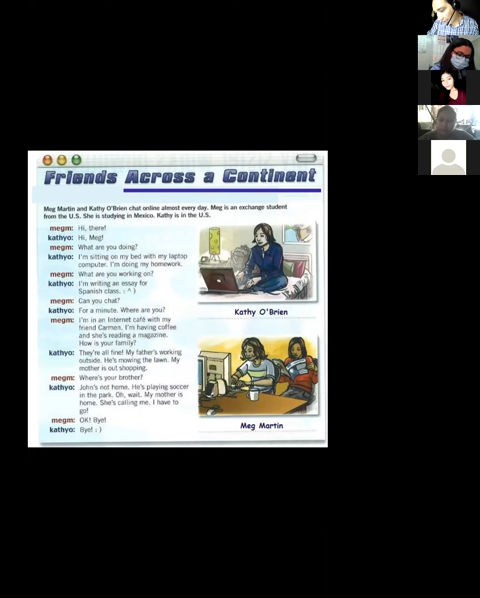 Friends Across a Continent
Meg Martin and Kathy O'Brien chat online almost every day. Meg is an exchange student
from the U.S. She is studying in Mexico. Kathy is in the U.S.
megm: Hi, there!
kathyo: Hi, Meg!
megm: What are you doing?
kathyo: I'm sitting on my bed with my laptop
computer. I'm doing my homework.
megm: What are you working on?
kathyo: I'm writing an essay for
Spanish class. : ^ )
megm: Can you chat?
kathyo: For a minute. Where are you?
megm: I'm in an Internet café with my
friend Carmen. I'm having coffee
and she's reading a magazine.
How is your family?
kathyo: They're all fine! My father's working
outside. He's mowing the lawn. My
mother is out shopping.
megm: Where's your brother?
kathyo: John's not home. He's playing soccer
in the park. Oh, wait. My mother is
home. She's calling me. I have to
go!
megm: OK! Bye!
kathyo: Bye! : )
Kathy O'Brien
Meg Martin